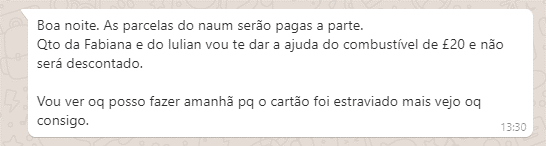 Boa noite. As parcelas do naum serão pagas a parte.
Qto da Fabiana e do Iulian vou te dar a ajuda do combustível de £20 e não
será descontado.
Vou ver oq posso fazer amanhã pq o cartão foi estraviado mais vejo oq
consigo.
13:30